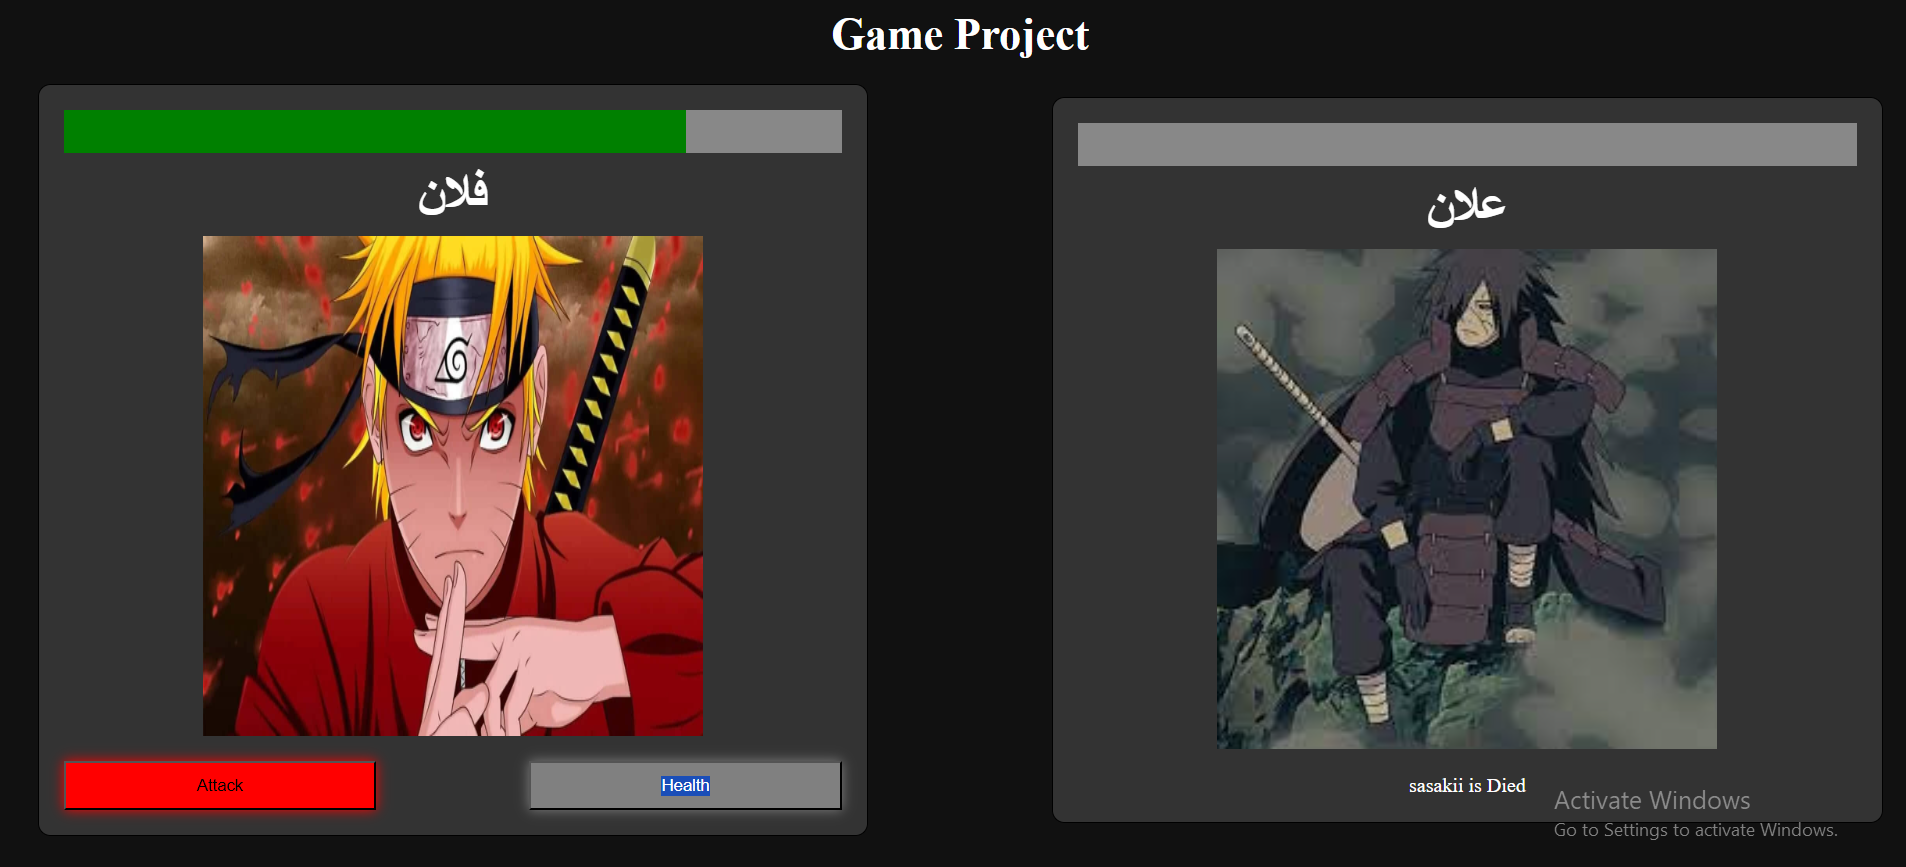 Game Project
فلان
Attack
Health
علان
sasakii is Died
Activate Windows
Go to Settings to activate Windows.